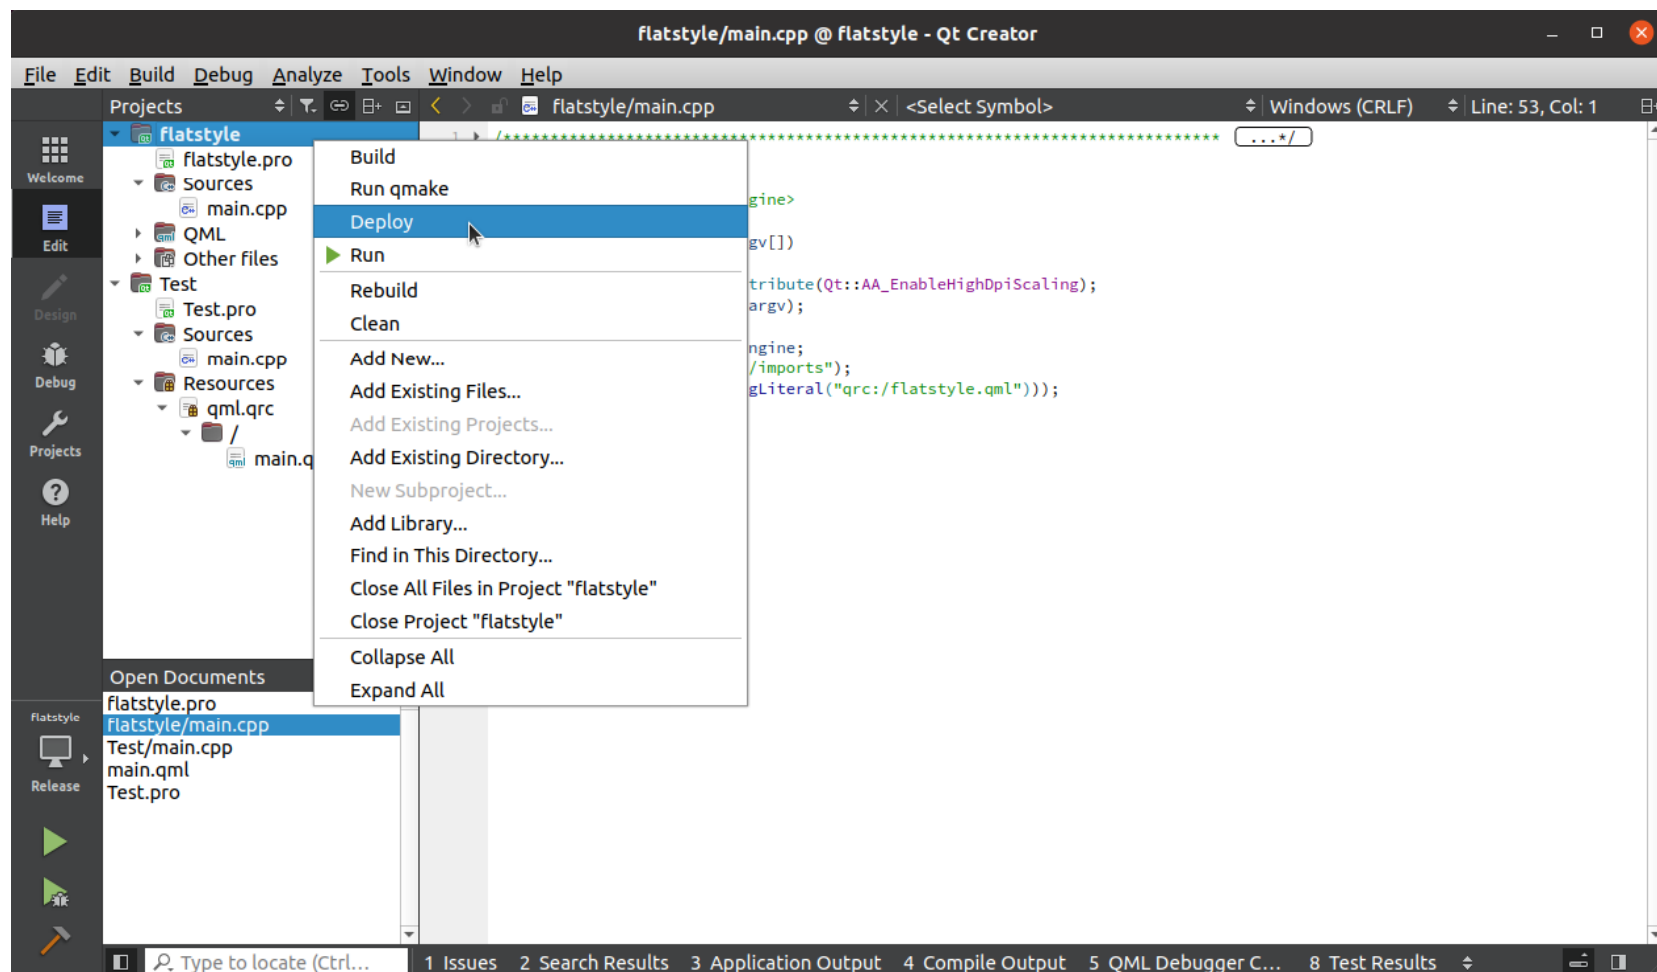 flatstyle/main.cpp @ flatstyle - Qt Creator
File Edit Build Debug Analyze Tools Window Help
Projects flatstyle/main.cpp <Select Symbol> Windows (CRLF) Line: 53, Col: 1
Welcome
Edit
Design
Debug
Projects
Help
flatstyle
Release
flatstyle
flatstyle.pro
Sources
main.cpp
QML
Other files
Test
Test.pro
Sources
main.cpp
Resources
qml.qrc
/
main.q
Open Documents
flatstyle.pro
flatstyle/main.cpp
Test/main.cpp
main.qml
Test.pro
Build
Run qmake
Deploy
Run
Rebuild
Clean
Add New...
Add Existing Files...
Add Existing Projects...
Add Existing Directory...
New Subproject...
Add Library...
Find in This Directory...
Close All Files in Project "flatstyle"
Close Project "flatstyle"
Collapse All
Expand All
1 /**************************************************************************** ...*/
gine>
gv[])
tribute(Qt::AA_EnableHighDpiScaling);
argv);
ngine;
/imports");
gLiteral("qrc:/flatstyle.qml")));
Type to locate (Ctrl... 1 Issues 2 Search Results 3 Application Output 4 Compile Output 5 QML Debugger C... 8 Test Results